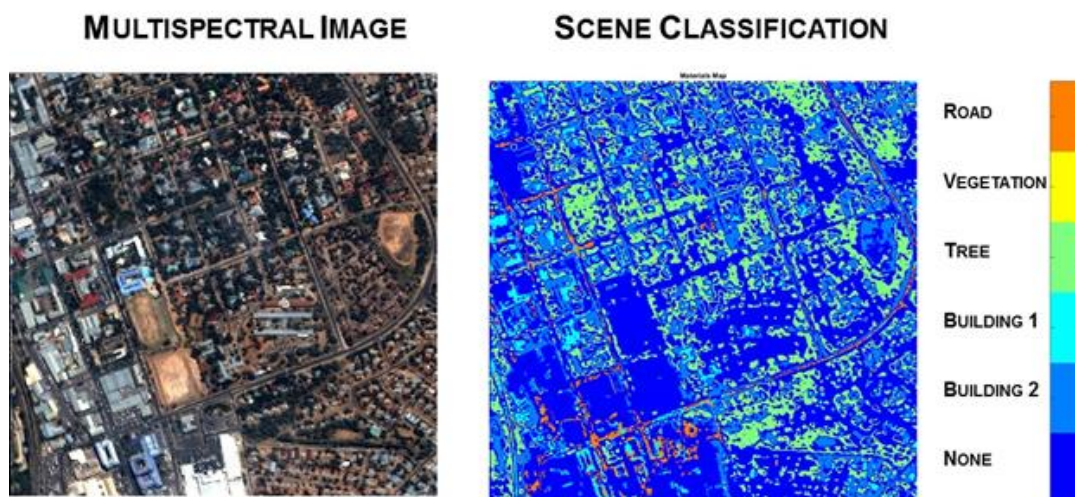 MULTISPECTRAL IMAGE
SCENE CLASSIFICATION
Materials Map
ROAD
VEGETATION
TREE
BUILDING 1
BUILDING 2
NONE